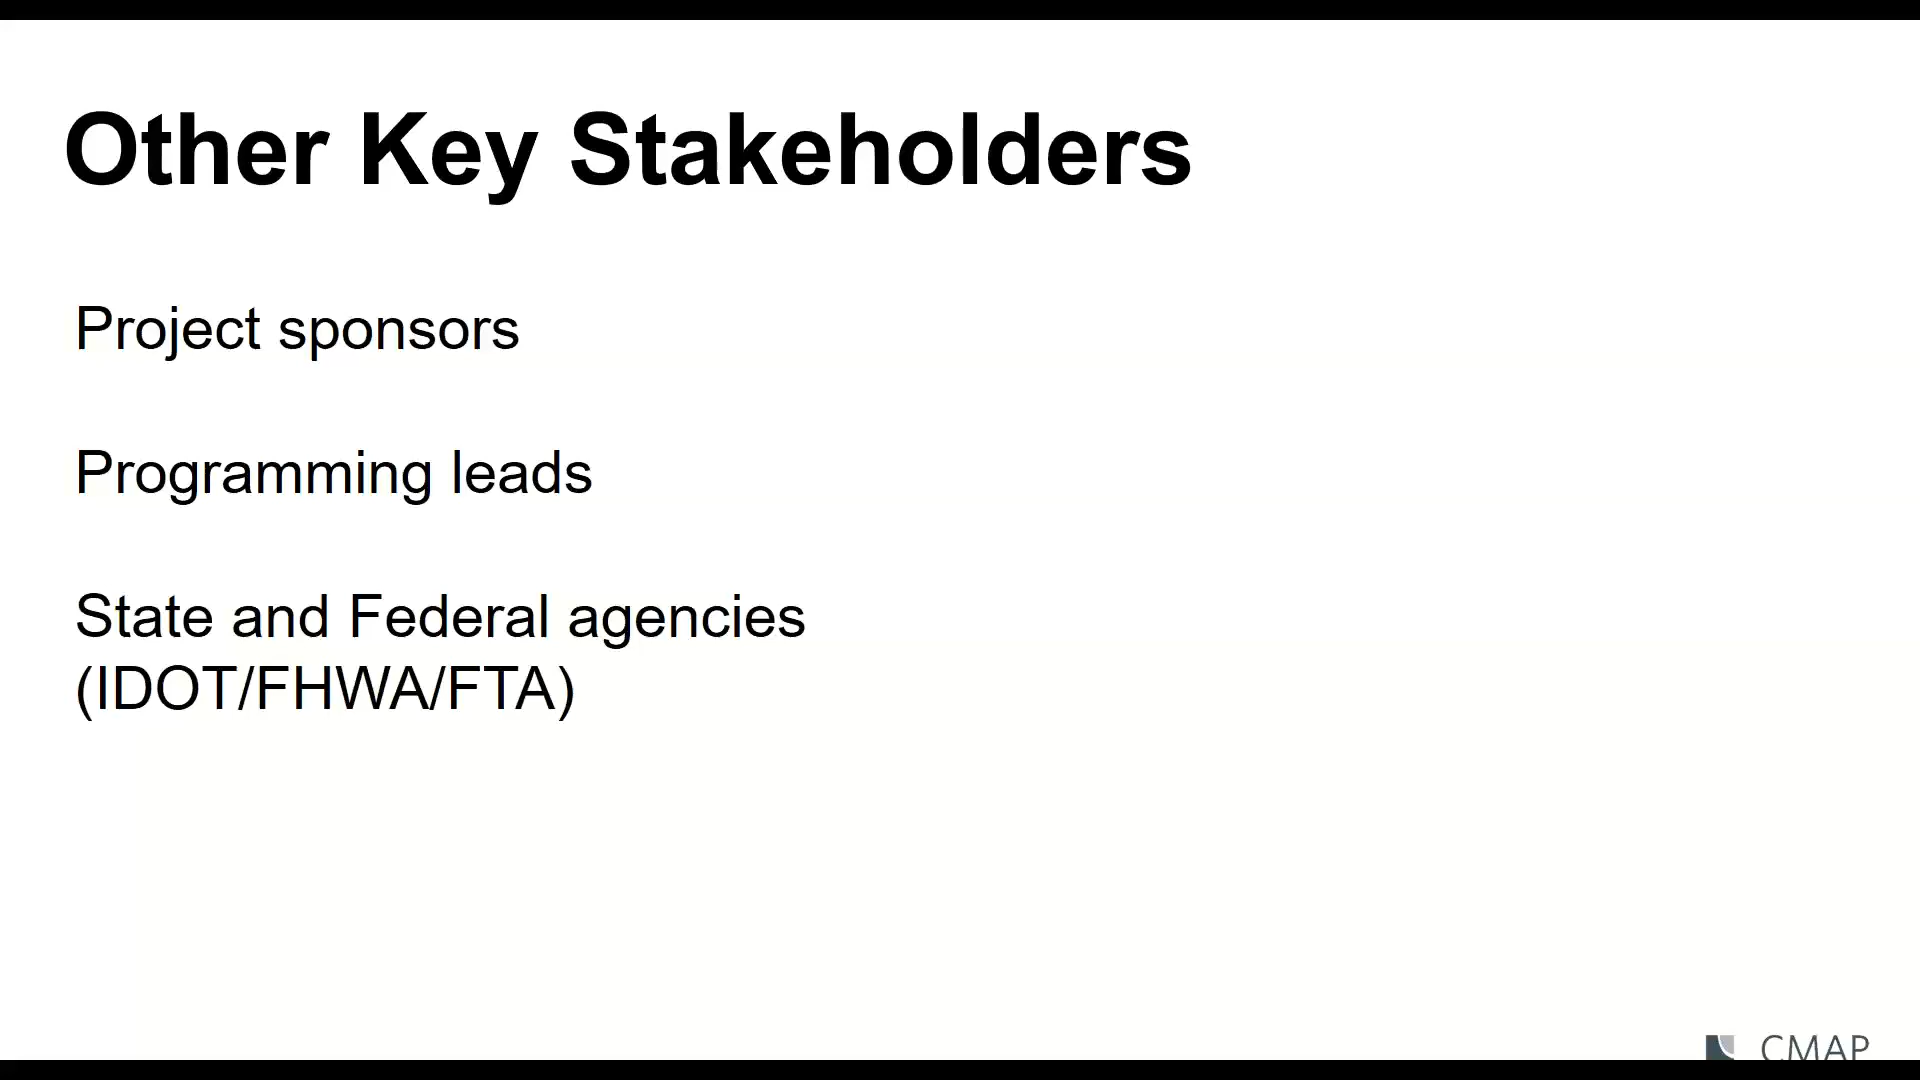 Other Key Stakeholders
Project sponsors
Programming leads
State and Federal agencies
(IDOT/FHWA/FTA)
CMAP